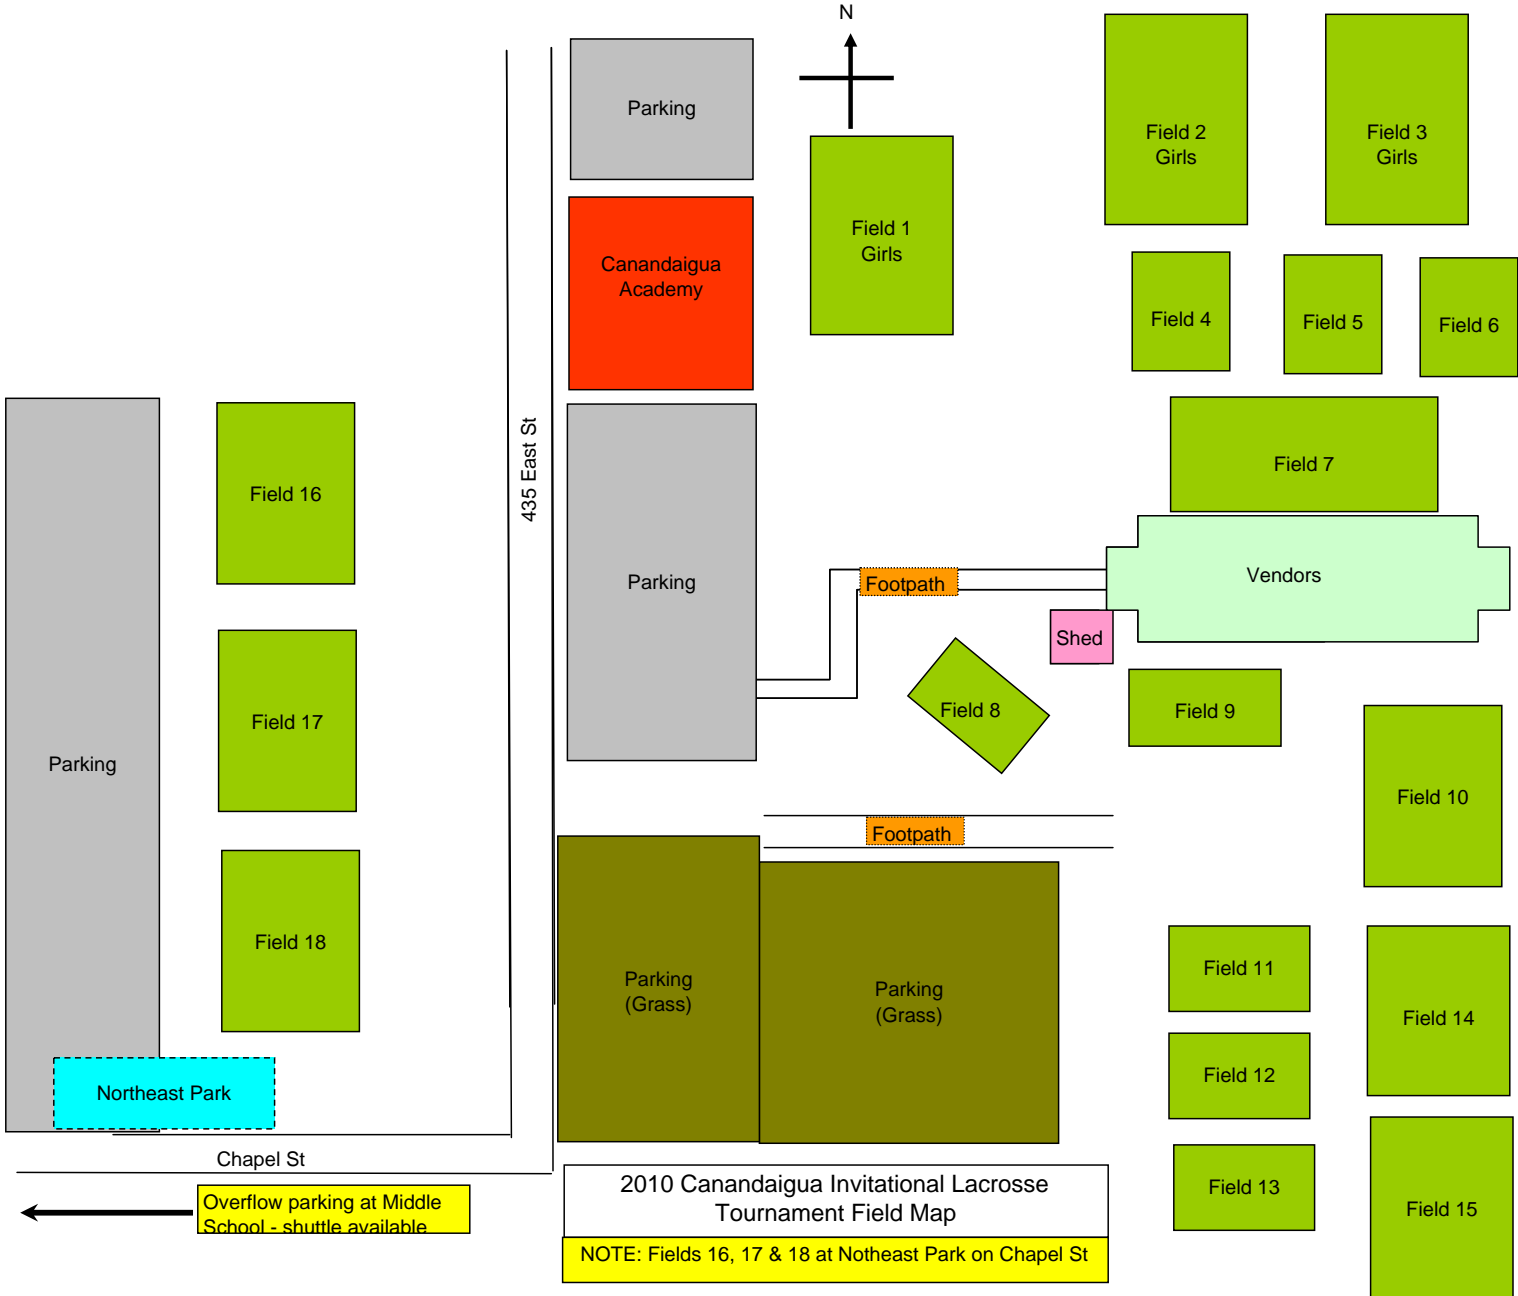 N
Parking
Field 2
Girls
Field 3
Girls
Field 1
Girls
Canandaigua
Academy
Field 4
Field 5
Field 6
435 East St
Field 7
Field 16
Parking
Footpath
Vendors
Shed
Field 8
Field 9
Field 17
Parking
Field 10
Footpath
Field 18
Parking
(Grass)
Parking
(Grass)
Field 11
Field 14
Field 12
Northeast Park
Chapel St
Field 13
Field 15
Overflow parking at Middle
School - shuttle available
2010 Canandaigua Invitational Lacrosse
Tournament Field Map
NOTE: Fields 16, 17 & 18 at Notheast Park on Chapel St